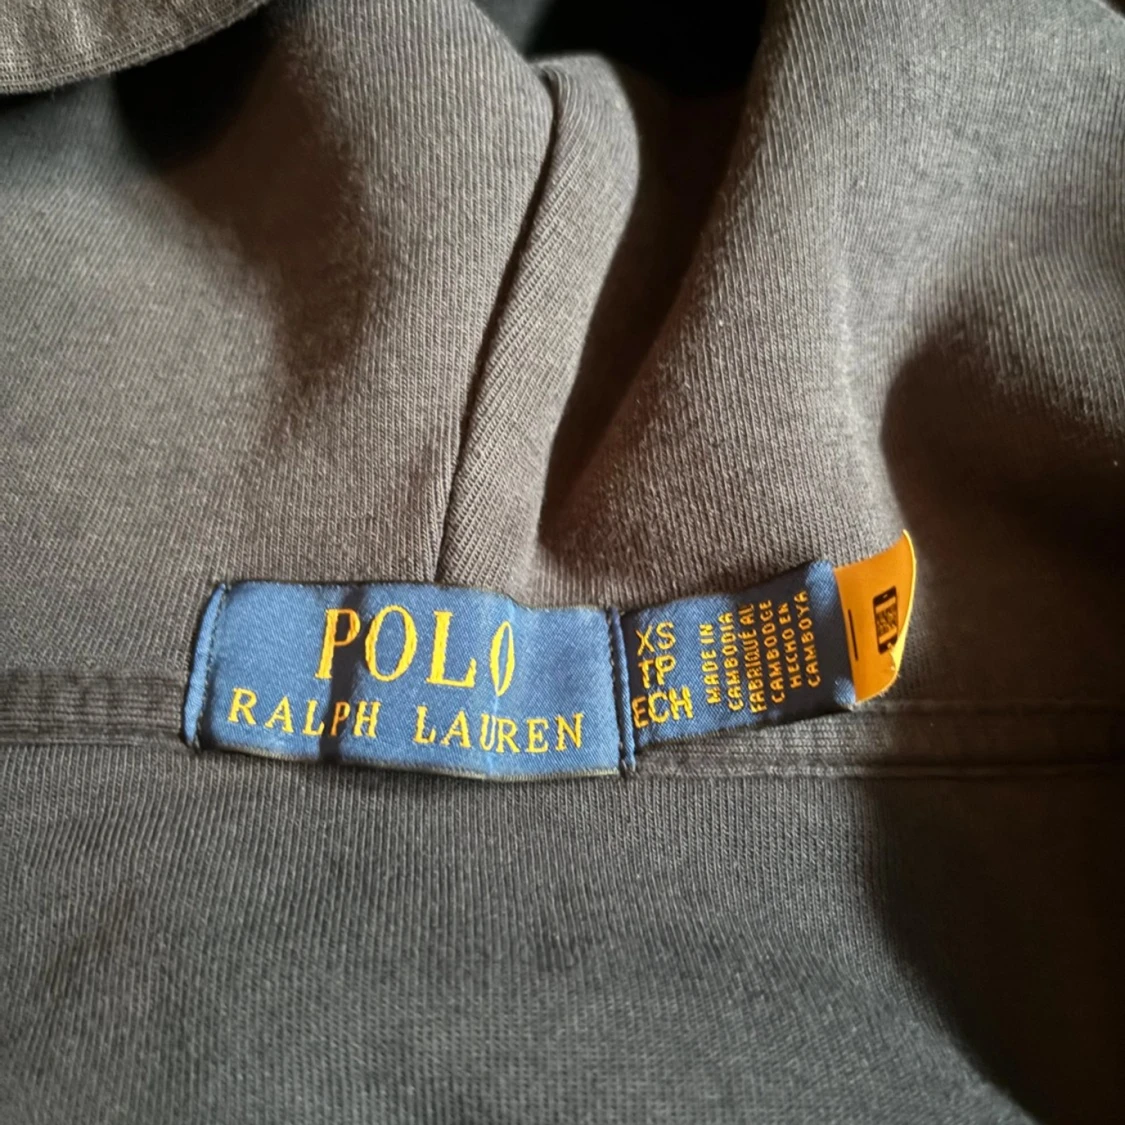 POLO
RALPH LAUREN
XS
TP
ECH
MADE IN
CAMBODIA
FABRIQUÉ AU
CAMBODGE
HECHO EN
CAMBOYA